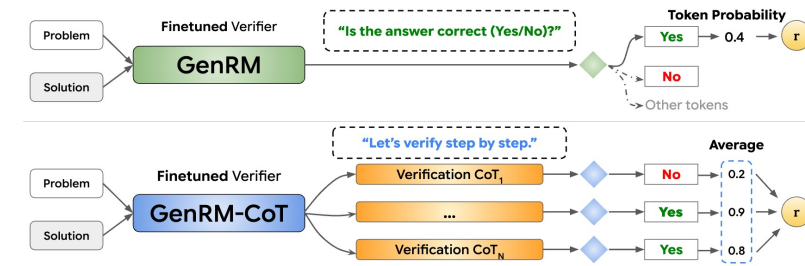 Problem
Solution
Finetuned Verifier
GenRM
“Is the answer correct (Yes/No)?”
Token Probability
Yes
0.4
r
No
Other tokens
“Let’s verify step by step.”
Average
Problem
Solution
Finetuned Verifier
GenRM-CoT
Verification CoT1
No
0.2
...
Yes
0.9
r
Verification CoTN
Yes
0.8